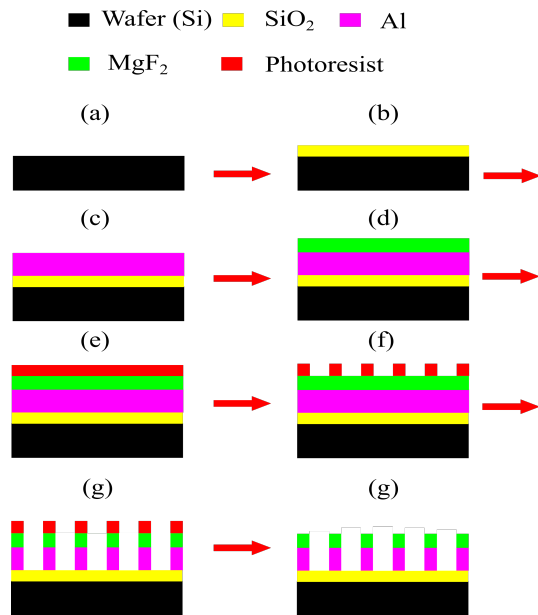 Wafer (Si) SiO₂ Al
MgF₂ Photoresist
(a) (b)
(c) (d)
(e) (f)
(g) (g)